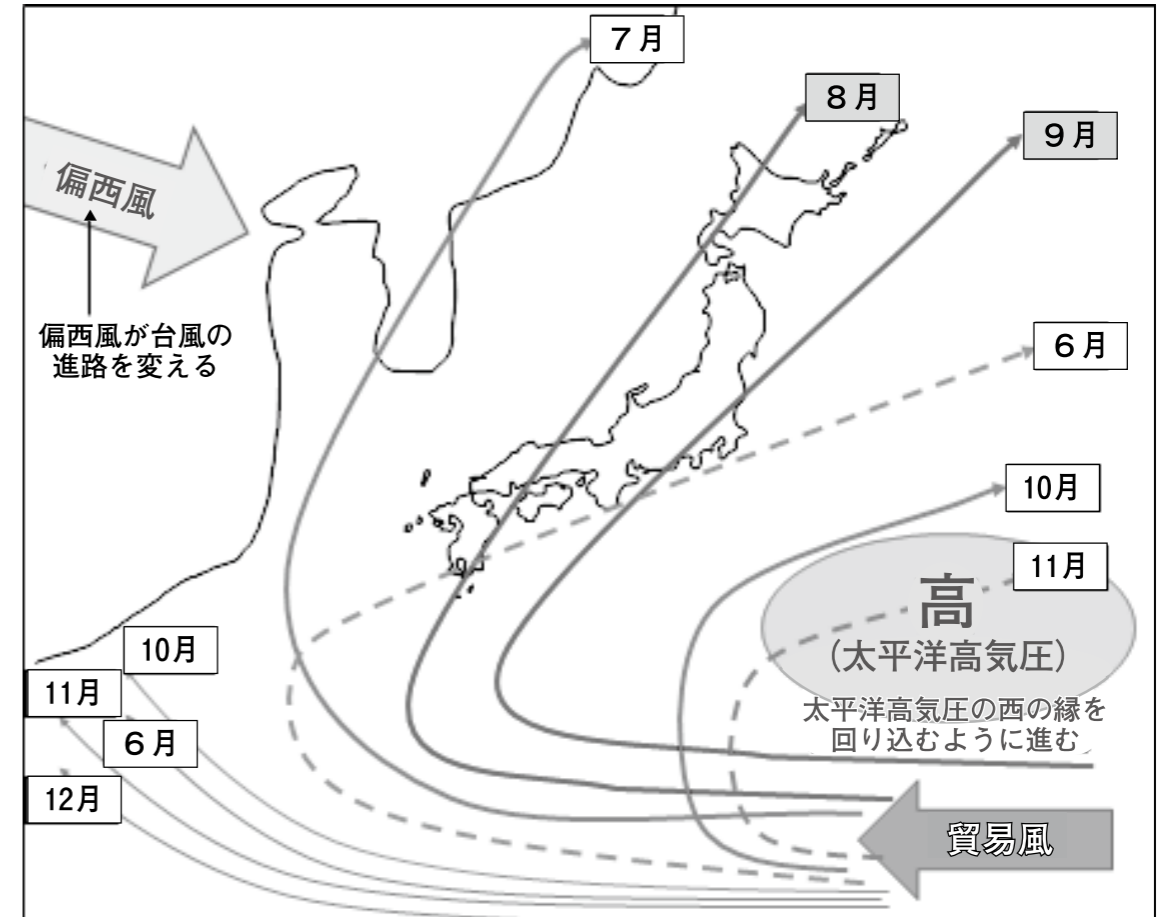 ７月
８月
９月
偏西風
偏西風が台風の
進路を変える
６月
10月
11月
高
（太平洋高気圧）
太平洋高気圧の西の縁を
回り込むように進む
10月
11月
６月
12月
貿易風